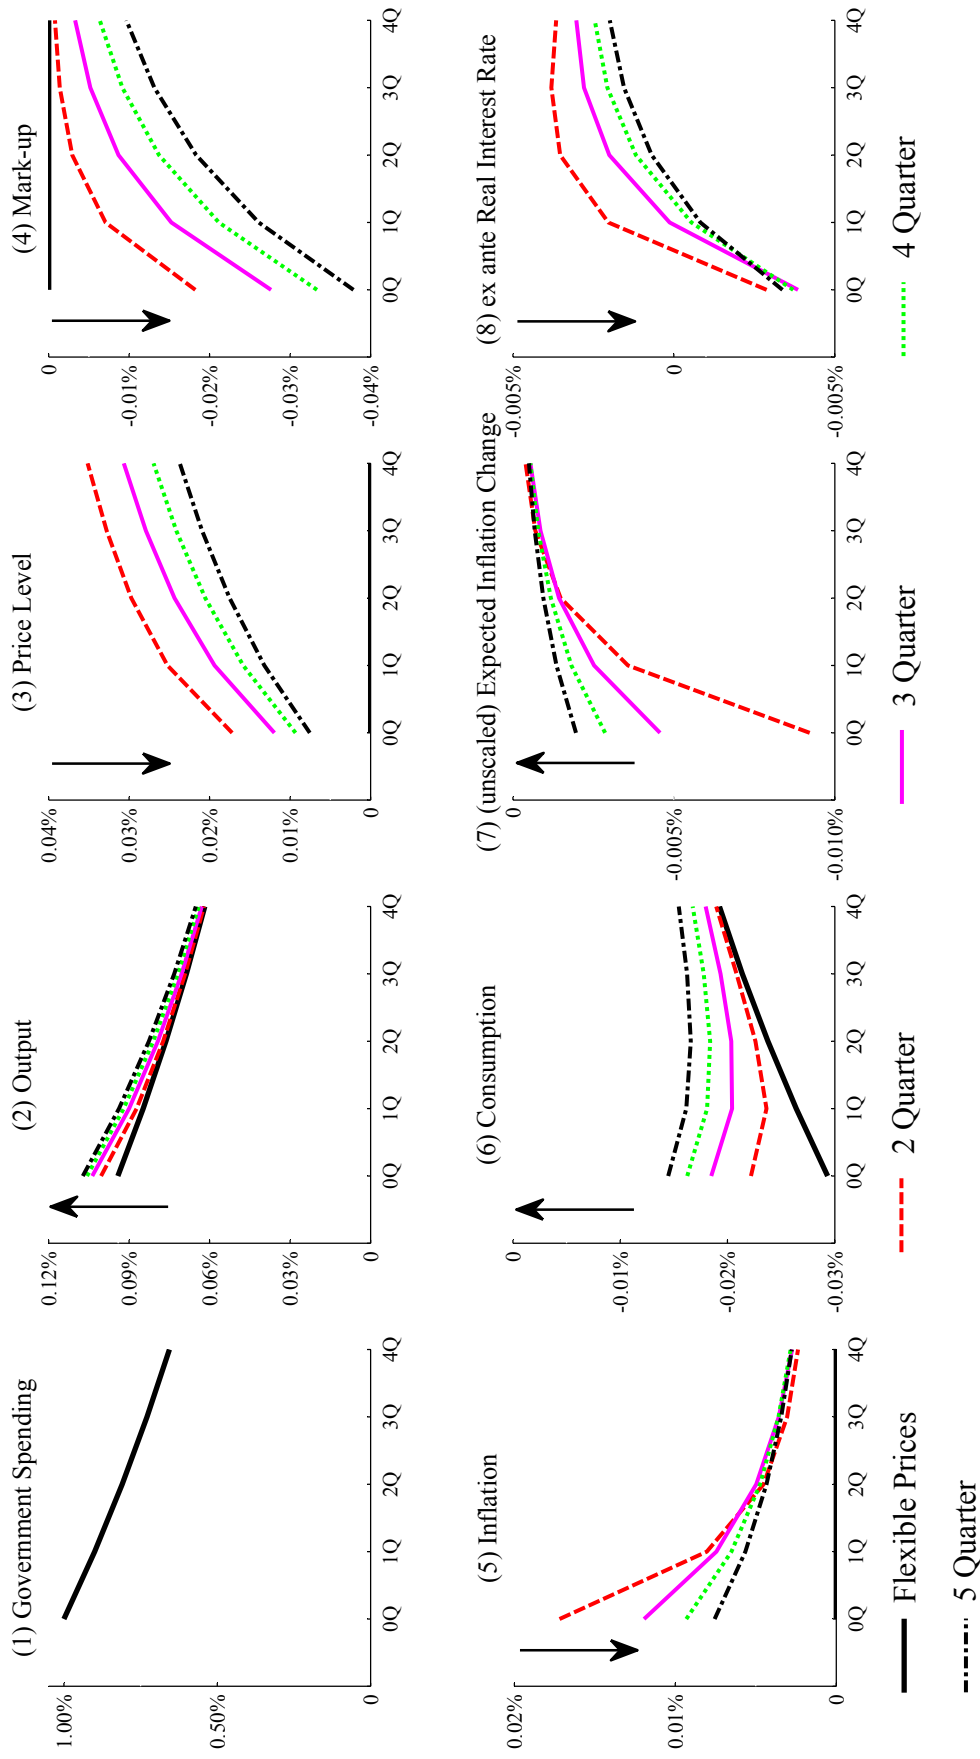 (1) Government Spending
1.00%
0.50%
0
0Q 1Q 2Q 3Q 4Q
(2) Output
0.12%
0.09%
0.06%
0.03%
0
0Q 1Q 2Q 3Q 4Q
(3) Price Level
0.04%
0.03%
0.02%
0.01%
0
0Q 1Q 2Q 3Q 4Q
(4) Mark-up
0
-0.01%
-0.02%
-0.03%
-0.04%
0Q 1Q 2Q 3Q 4Q
(5) Inflation
0.02%
0.01%
0
0Q 1Q 2Q 3Q 4Q
(6) Consumption
0
-0.01%
-0.02%
-0.03%
0Q 1Q 2Q 3Q 4Q
(7) (unscaled) Expected Inflation Change
0
-0.005%
-0.010%
0Q 1Q 2Q 3Q 4Q
(8) ex ante Real Interest Rate
-0.005%
0
-0.005%
0Q 1Q 2Q 3Q 4Q
Flexible Prices 2 Quarter 3 Quarter 4 Quarter
5 Quarter